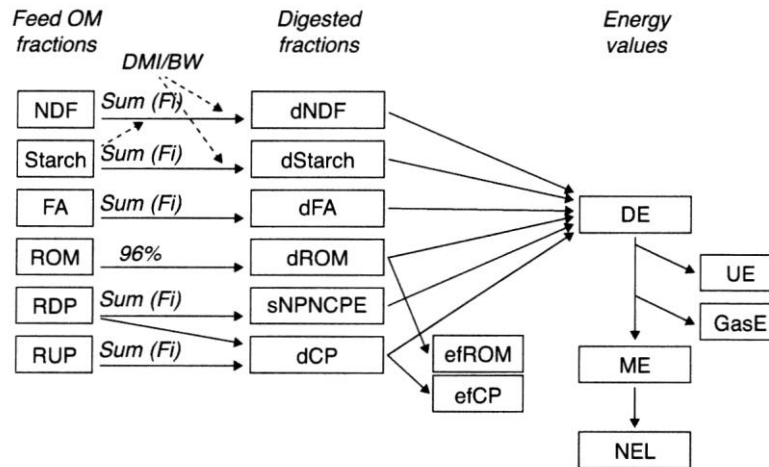 Feed OM
fractions
Digested
fractions
Energy
values
DMI/BW
NDF
Sum (Fi)
dNDF
Starch
Sum (Fi)
dStarch
FA
Sum (Fi)
dFA
DE
ROM
96%
dROM
UE
RDP
Sum (Fi)
sNPNCPE
GasE
RUP
Sum (Fi)
dCP
efROM
ME
efCP
NEL